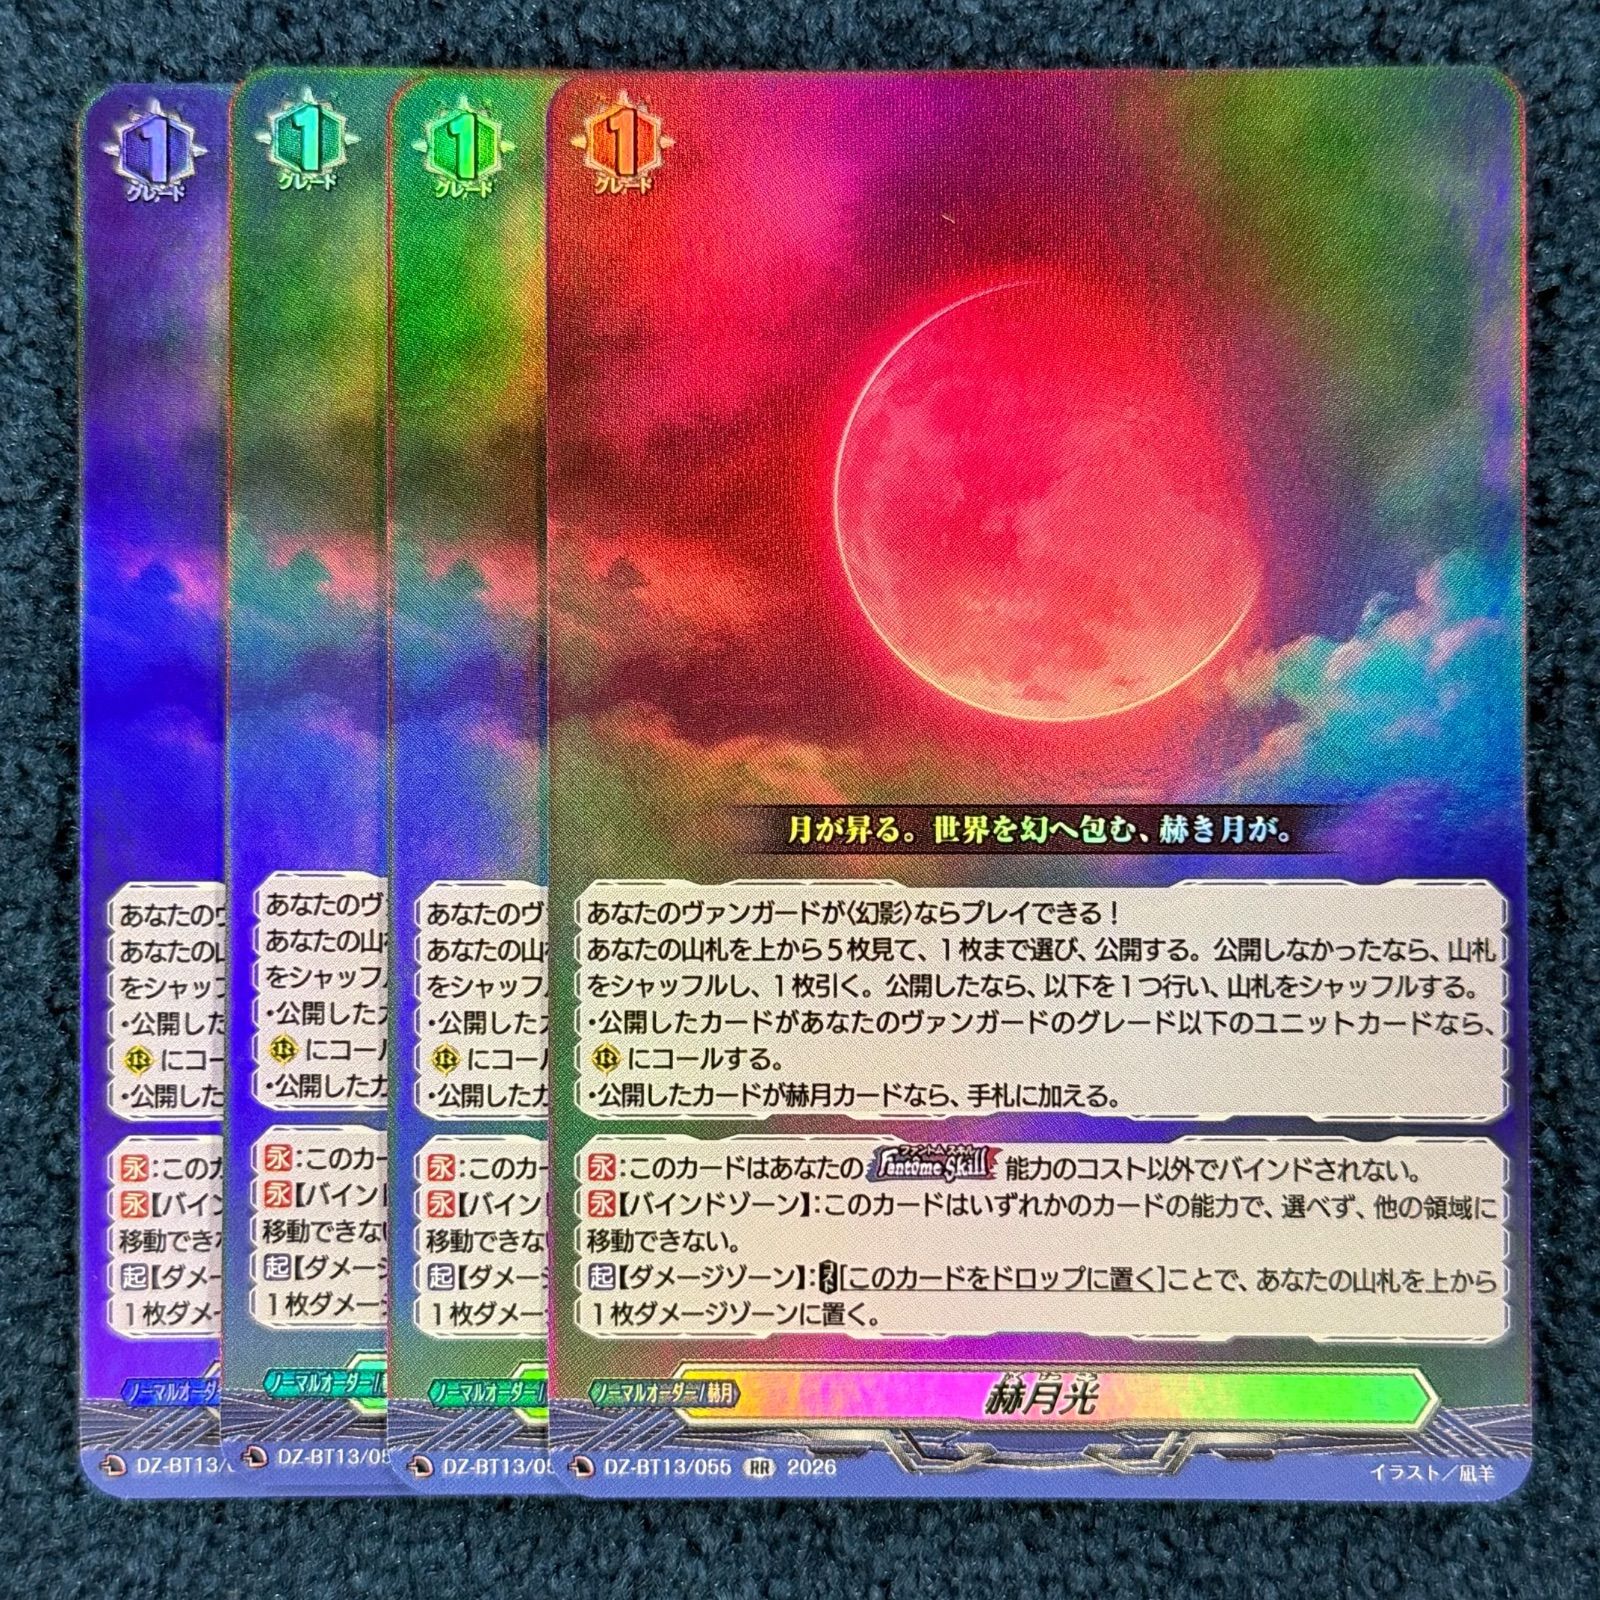 1
グレード
1
グレード
1
グレード
1
グレード
月が昇る。世界を幻へ包む、赫き月が。
あなたのヴァンガードが〈幻影〉ならプレイできる！
あなたの山札を上から５枚見て、１枚まで選び、公開する。公開しなかったなら、山札
をシャッフルし、１枚引く。公開したなら、以下を１つ行い、山札をシャッフルする。
・公開したカードがあなたのヴァンガードのグレード以下のユニットカードなら、
Rにコールする。
・公開したカードが赫月カードなら、手札に加える。
永:このカードはあなたのFantôme Skill 能力のコスト以外でバインドされない。
永【バインドゾーン】:このカードはいずれかのカードの能力で、選べず、他の領域に
移動できない。
起【ダメージゾーン】:コスト[このカードをドロップに置く]ことで、あなたの山札を上から
１枚ダメージゾーンに置く。
ノーマルオーダー/赫月
赫月光
DZ-BT13/055 RR 2026
イラスト／凪羊
あなたのヴ
あなたの山
をシャッフ
・公開した
Rにコール
・公開した
永:このカ
永【バイン
移動できな
起【ダメー
１枚ダメー
ノーマルオーダー/
DZ-BT13/05
あなたのヴ
あなたの山
をシャッフル
・公開した
Rにコール
・公開した
永:このカー
永【バイン
移動できな
起【ダメージ
１枚ダメー
ノーマルオーダー/
DZ-BT13/05
あなたの
あなたの
をシャッフ
・公開した
Rにコー
・公開した
永:この
永【バイン
移動でき
起【ダメー
１枚ダメー
ノーマルオーダ
DZ-BT13/